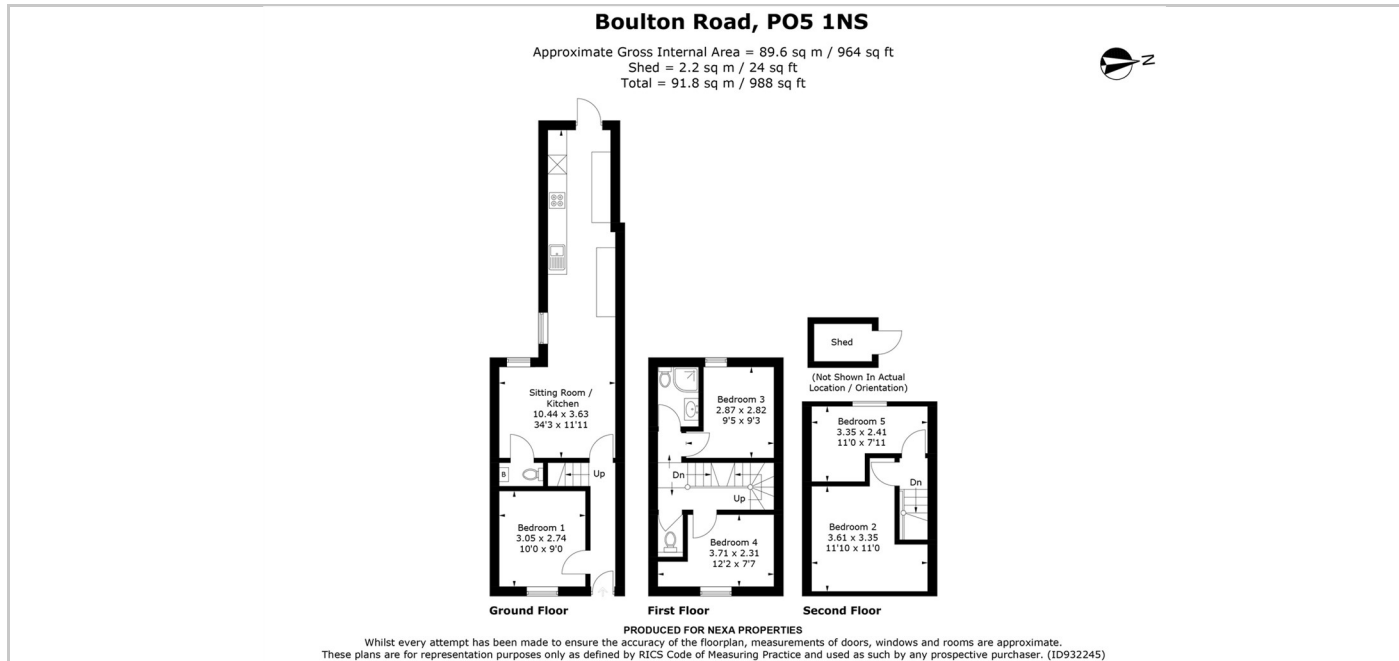 Boulton Road, PO5 1NS
Approximate Gross Internal Area = 89.6 sq m / 964 sq ft
Shed = 2.2 sq m / 24 sq ft
Total = 91.8 sq m / 988 sq ft
N
Sitting Room /
Kitchen
10.44 x 3.63
34'3 x 11'11
B
Up
Bedroom 1
3.05 x 2.74
10'0 x 9'0
Ground Floor
Bedroom 3
2.87 x 2.82
9'5 x 9'3
Dn
Up
Bedroom 4
3.71 x 2.31
12'2 x 7'7
First Floor
Shed
(Not Shown In Actual
Location / Orientation)
Bedroom 5
3.35 x 2.41
11'0 x 7'11
Dn
Bedroom 2
3.61 x 3.35
11'10 x 11'0
Second Floor
PRODUCED FOR NEXA PROPERTIES
Whilst every attempt has been made to ensure the accuracy of the floorplan, measurements of doors, windows and rooms are approximate.
These plans are for representation purposes only as defined by RICS Code of Measuring Practice and used as such by any prospective purchaser. (ID932245)